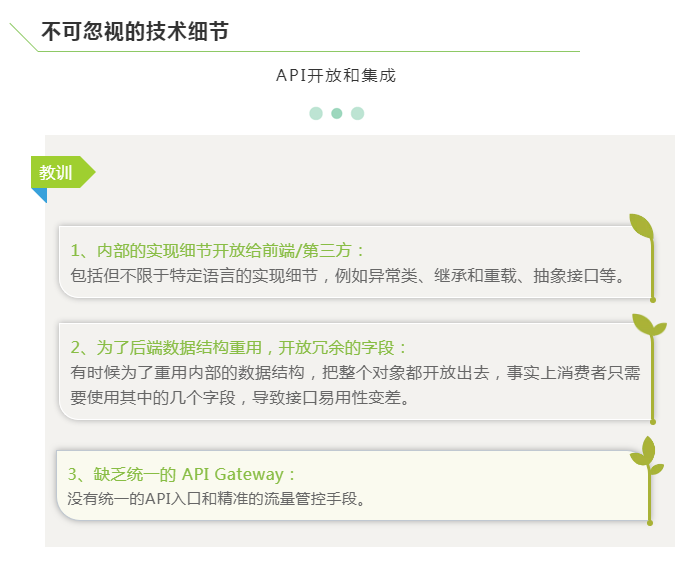 不可忽视的技术细节
API开放和集成
教训
1、内部的实现细节开放给前端/第三方：
包括但不限于特定语言的实现细节，例如异常类、继承和重载、抽象接口等。
2、为了后端数据结构重用，开放冗余的字段：
有时候为了重用内部的数据结构，把整个对象都开放出去，事实上消费者只需
要使用其中的几个字段，导致接口易用性变差。
3、缺乏统一的 API Gateway：
没有统一的API入口和精准的流量管控手段。